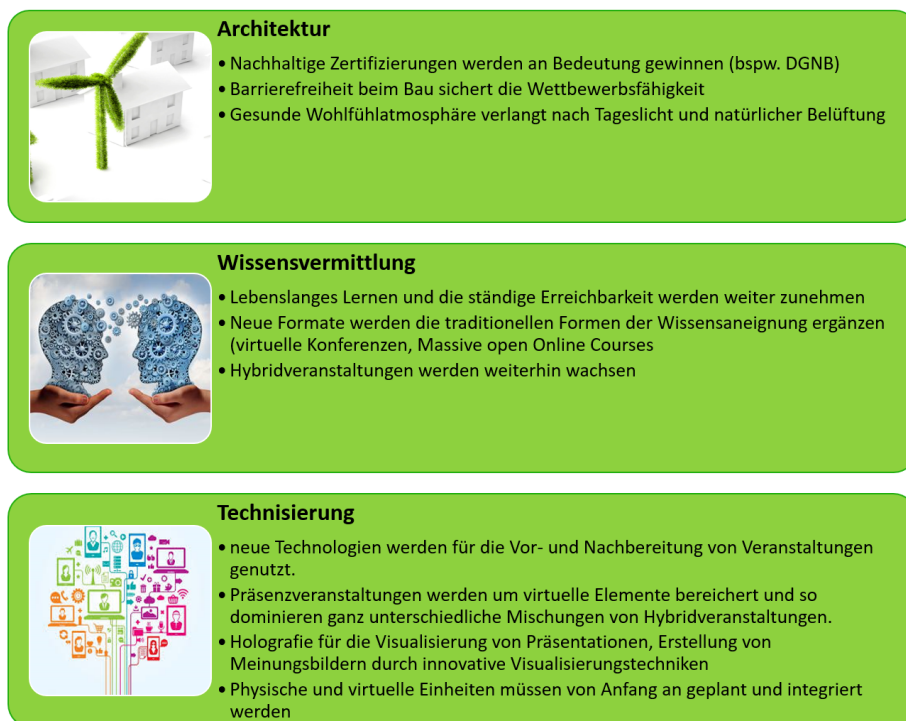 Architektur
• Nachhaltige Zertifizierungen werden an Bedeutung gewinnen (bspw. DGNB)
• Barrierefreiheit beim Bau sichert die Wettbewerbsfähigkeit
• Gesunde Wohlfühlatmosphäre verlangt nach Tageslicht und natürlicher Belüftung
Wissensvermittlung
• Lebenslanges Lernen und die ständige Erreichbarkeit werden weiter zunehmen
• Neue Formate werden die traditionellen Formen der Wissensaneignung ergänzen
(virtuelle Konferenzen, Massive open Online Courses
• Hybridveranstaltungen werden weiterhin wachsen
Technisierung
• neue Technologien werden für die Vor- und Nachbereitung von Veranstaltungen
genutzt.
• Präsenzveranstaltungen werden um virtuelle Elemente bereichert und so
dominieren ganz unterschiedliche Mischungen von Hybridveranstaltungen.
• Holografie für die Visualisierung von Präsentationen, Erstellung von
Meinungsbildern durch innovative Visualisierungstechniken
• Physische und virtuelle Einheiten müssen von Anfang an geplant und integriert
werden